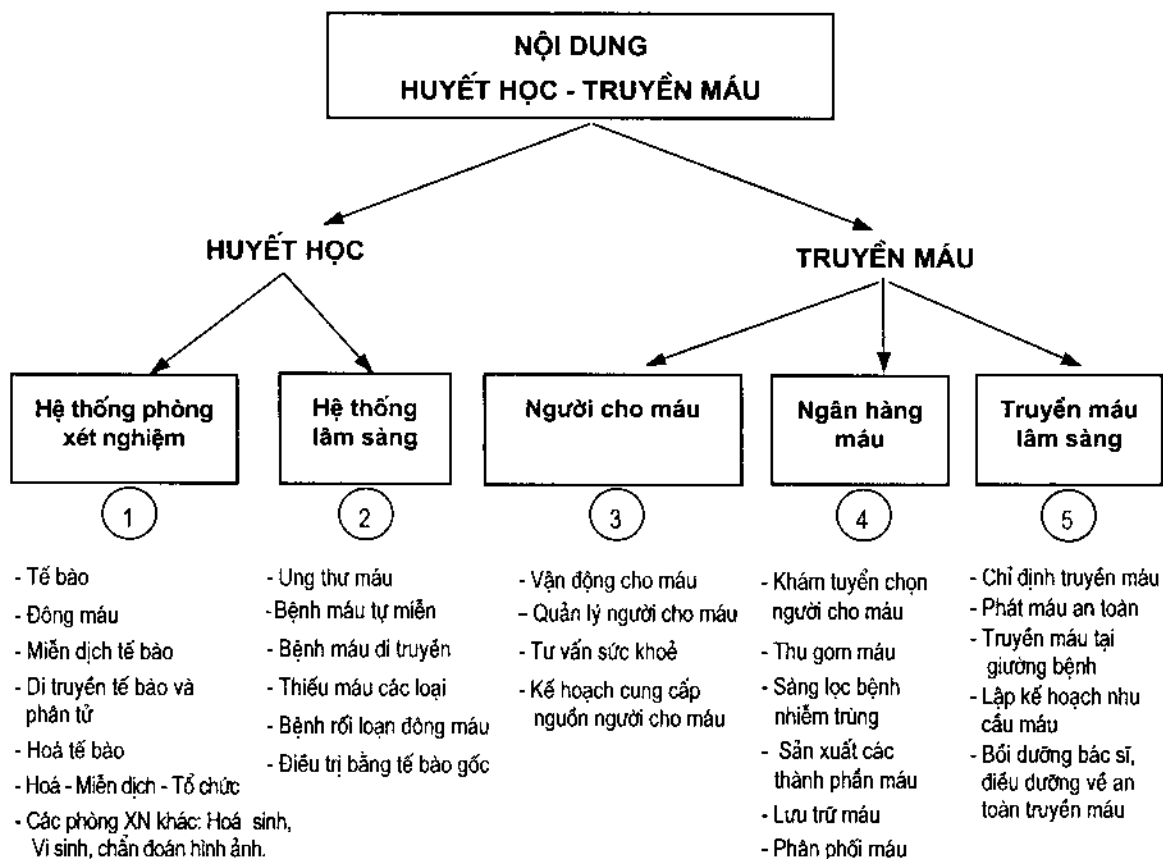 NỘI DUNG
HUYẾT HỌC - TRUYỀN MÁU
HUYẾT HỌC
TRUYỀN MÁU
Hệ thống phòng
xét nghiệm
1
- Tế bào
- Đông máu
- Miễn dịch tế bào
- Di truyền tế bào và
phân tử
- Hoá tế bào
- Hoá - Miễn dịch - Tổ chức
- Các phòng XN khác: Hoá sinh,
Vi sinh, chẩn đoán hình ảnh.
Hệ thống
lâm sàng
2
- Ung thư máu
- Bệnh máu tự miễn
- Bệnh máu di truyền
- Thiếu máu các loại
- Bệnh rối loạn đông máu
- Điều trị bằng tế bào gốc
Người cho máu
3
- Vận động cho máu
- Quản lý người cho máu
- Tư vấn sức khoẻ
- Kế hoạch cung cấp
nguồn người cho máu
Ngân hàng
máu
4
- Khám tuyển chọn
người cho máu
- Thu gom máu
- Sàng lọc bệnh
nhiễm trùng
- Sản xuất các
thành phần máu
- Lưu trữ máu
- Phân phối máu
Truyền máu
lâm sàng
5
- Chỉ định truyền máu
- Phát máu an toàn
- Truyền máu tại
giường bệnh
- Lập kế hoạch nhu
cầu máu
- Bồi dưỡng bác sĩ,
điều dưỡng về an
toàn truyền máu